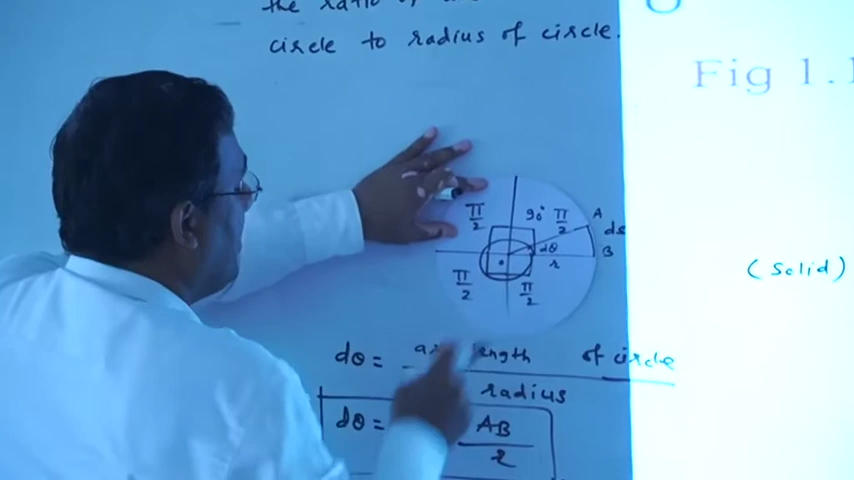 the ratio of
circle to radius of circle.
Fig 1.1
π/2 90° π/2 A
ds
dθ B
r
(Solid)
π/2 π/2
dθ = length of circle
radius
dθ = AB/r